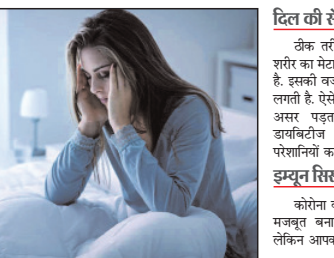 दिल की
ठीक तरी
शरीर का मेटा
है. इसकी वज
लगती है. ऐसे
असर पड़त
डायबिटीज
परेशानियों क
इम्यून सिस
कोरोना व
मजबूत बना
लेकिन आपक